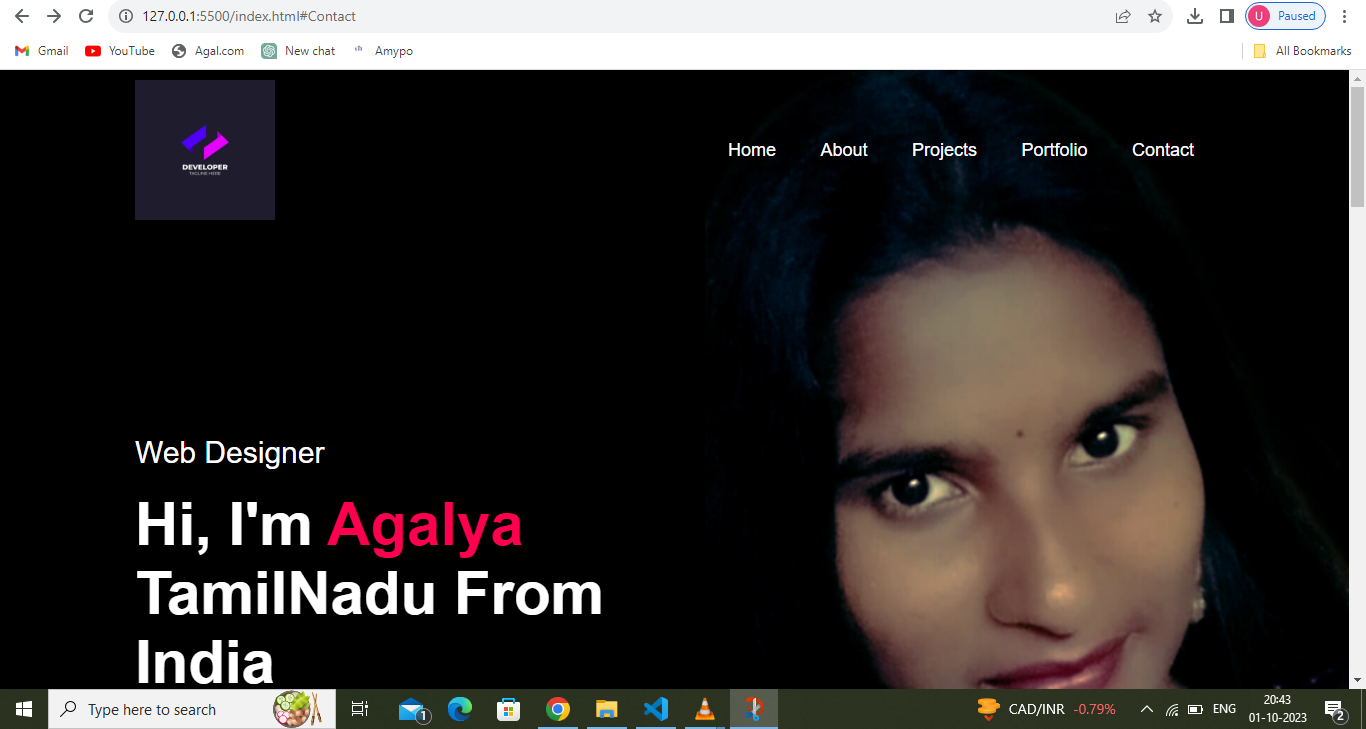 127.0.0.1:5500/index.html#Contact
U Paused
Gmail YouTube Agal.com New chat Amypo All Bookmarks
DEVELOPER
TAGLINE HERE
Home About Projects Portfolio Contact
Web Designer
Hi, I'm Agalya
TamilNadu From
India
Type here to search
1
CAD/INR -0.79%
ENG
20:43
01-10-2023
2